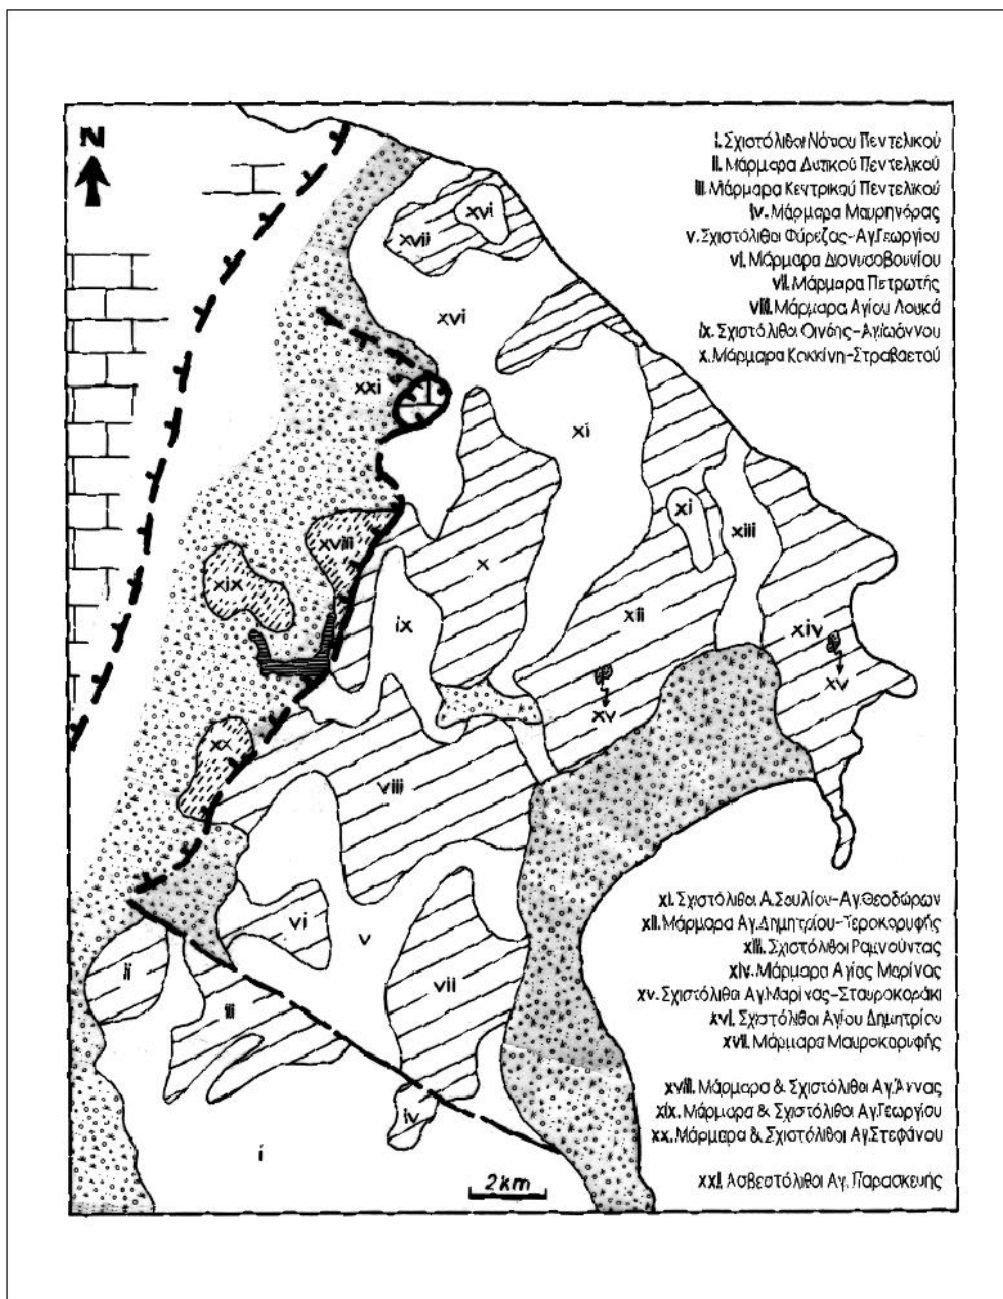 N
i. Σχιστόλιθοι Νότιου Πεντελικού
ii. Μάρμαρα Δυτικού Πεντελικού
iii. Μάρμαρα Κεντρικού Πεντελικού
iv. Μάρμαρα Μαυρηνόρας
v. Σχιστόλιθοι Φύρεζας-Αγ.Γεωργίου
vi. Μάρμαρα Διονυσοβουνίου
vii. Μάρμαρα Πετρωτής
viii. Μάρμαρα Αγίου Λουκά
ix. Σχιστόλιθοι Οινόης-Αγ.Ιωάννου
x. Μάρμαρα Κοκκίνη-Στραβαετού
xvi
xvii
xvi
xxi
xi
xi
xiii
xviii
x
xix
ix
xii
xiv
xv
xv
xx
viii
vi
v
ii
vii
iii
iv
i
xi. Σχιστόλιθοι Α.Σουλίου-Αγ.Θεοδώρων
xii. Μάρμαρα Αγ.Δημητρίου-Ιεροκορυφής
xiii. Σχιστόλιθοι Ραμνούντας
xiv. Μάρμαρα Αγίας Μαρίνας
xv. Σχιστόλιθοι Αγ.Μαρίνας-Σταυροκοράκι
xvi. Σχιστόλιθοι Αγίου Δημητρίου
xvii. Μάρμαρα Μαυροκορυφής
xviii. Μάρμαρα & Σχιστόλιθοι Αγ.Άννας
xix. Μάρμαρα & Σχιστόλιθοι Αγ.Γεωργίου
xx. Μάρμαρα & Σχιστόλιθοι Αγ.Στεφάνου
xxi. Ασβεστόλιθοι Αγ. Παρασκευής
2 km